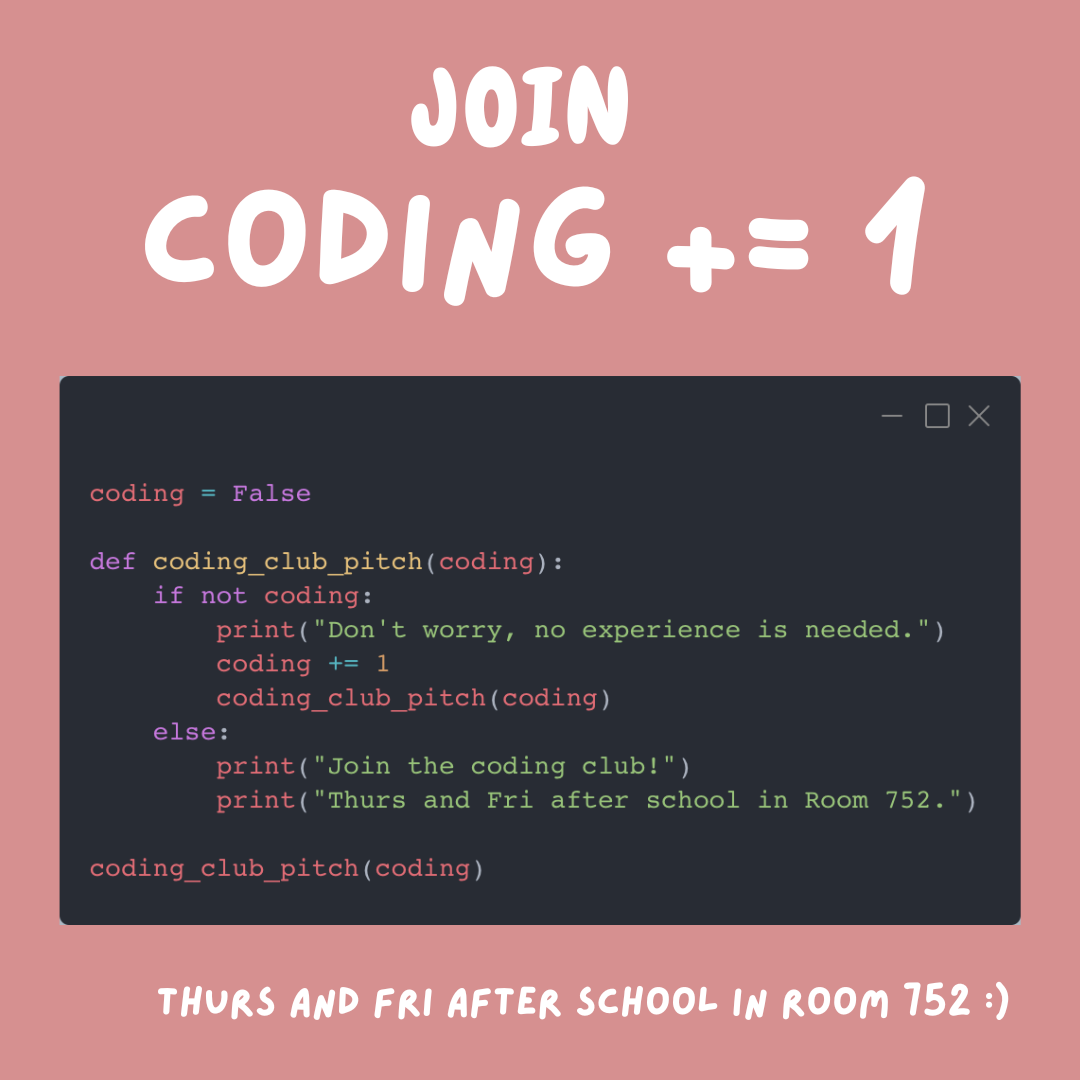 JOIN
CODING += 1
coding = False
def coding_club_pitch(coding):
    if not coding:
        print("Don't worry, no experience is needed.")
        coding += 1
        coding_club_pitch(coding)
    else:
        print("Join the coding club!")
        print("Thurs and Fri after school in Room 752.")
coding_club_pitch(coding)
THURS AND FRI AFTER SCHOOL IN ROOM 752 :)